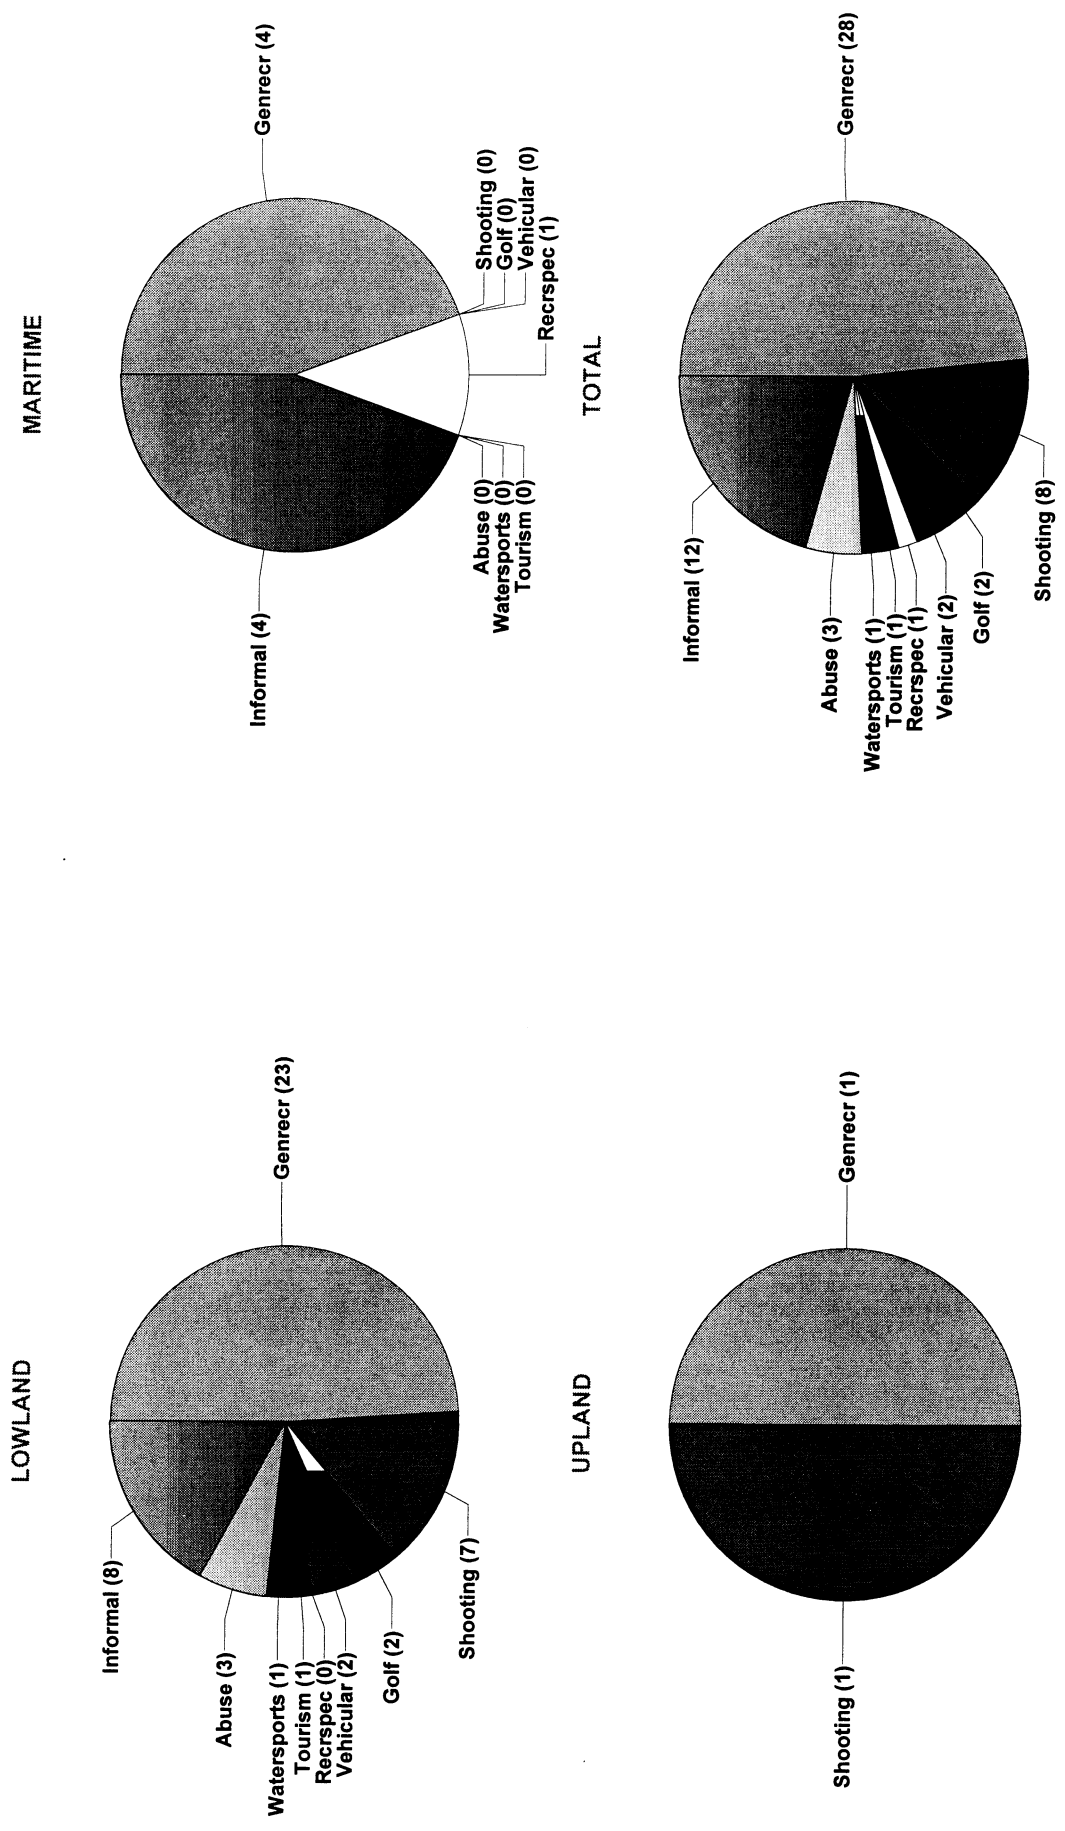 LOWLAND
Informal (8)
Genrecr (23)
Abuse (3)
Watersports (1)
Tourism (1)
Recrspec (0)
Vehicular (2)
Golf (2)
Shooting (7)
MARITIME
Informal (4)
Genrecr (4)
Abuse (0)
Watersports (0)
Tourism (0)
Shooting (0)
Golf (0)
Vehicular (0)
Recrspec (1)
UPLAND
Shooting (1)
Genrecr (1)
TOTAL
Informal (12)
Genrecr (28)
Abuse (3)
Watersports (1)
Tourism (1)
Recrspec (1)
Vehicular (2)
Golf (2)
Shooting (8)